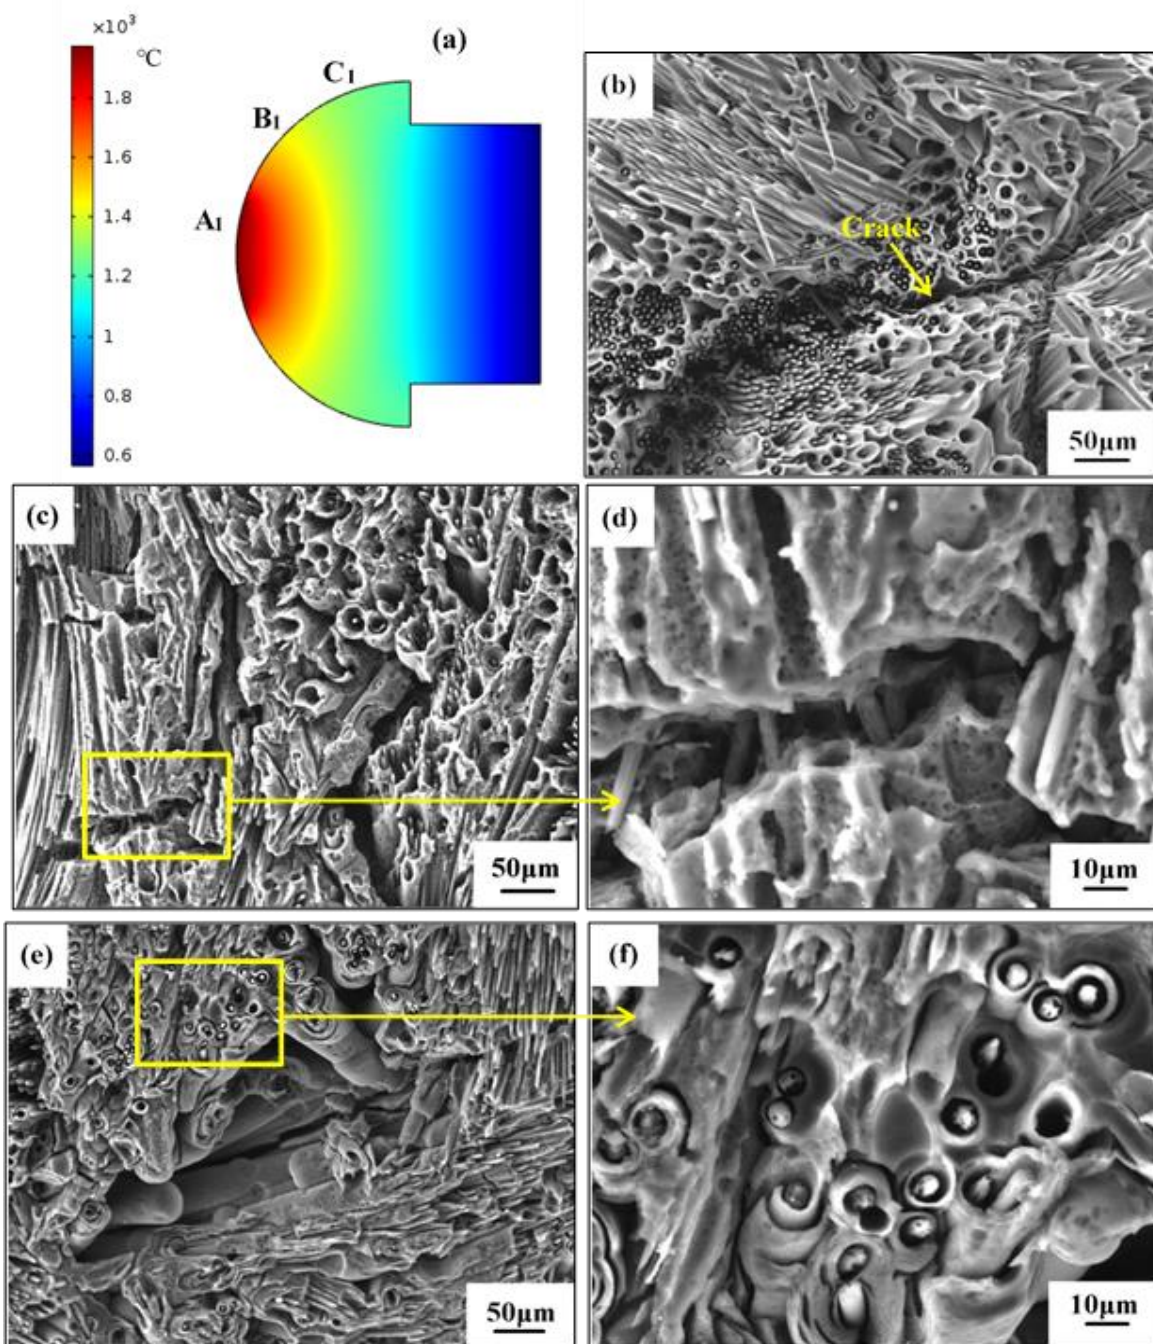 ×10³
°C
(a)
1.8
1.6
1.4
1.2
1
0.8
0.6
A₁
B₁
C₁
(b)
Crack
50μm
(c)
50μm
(d)
10μm
(e)
50μm
(f)
10μm